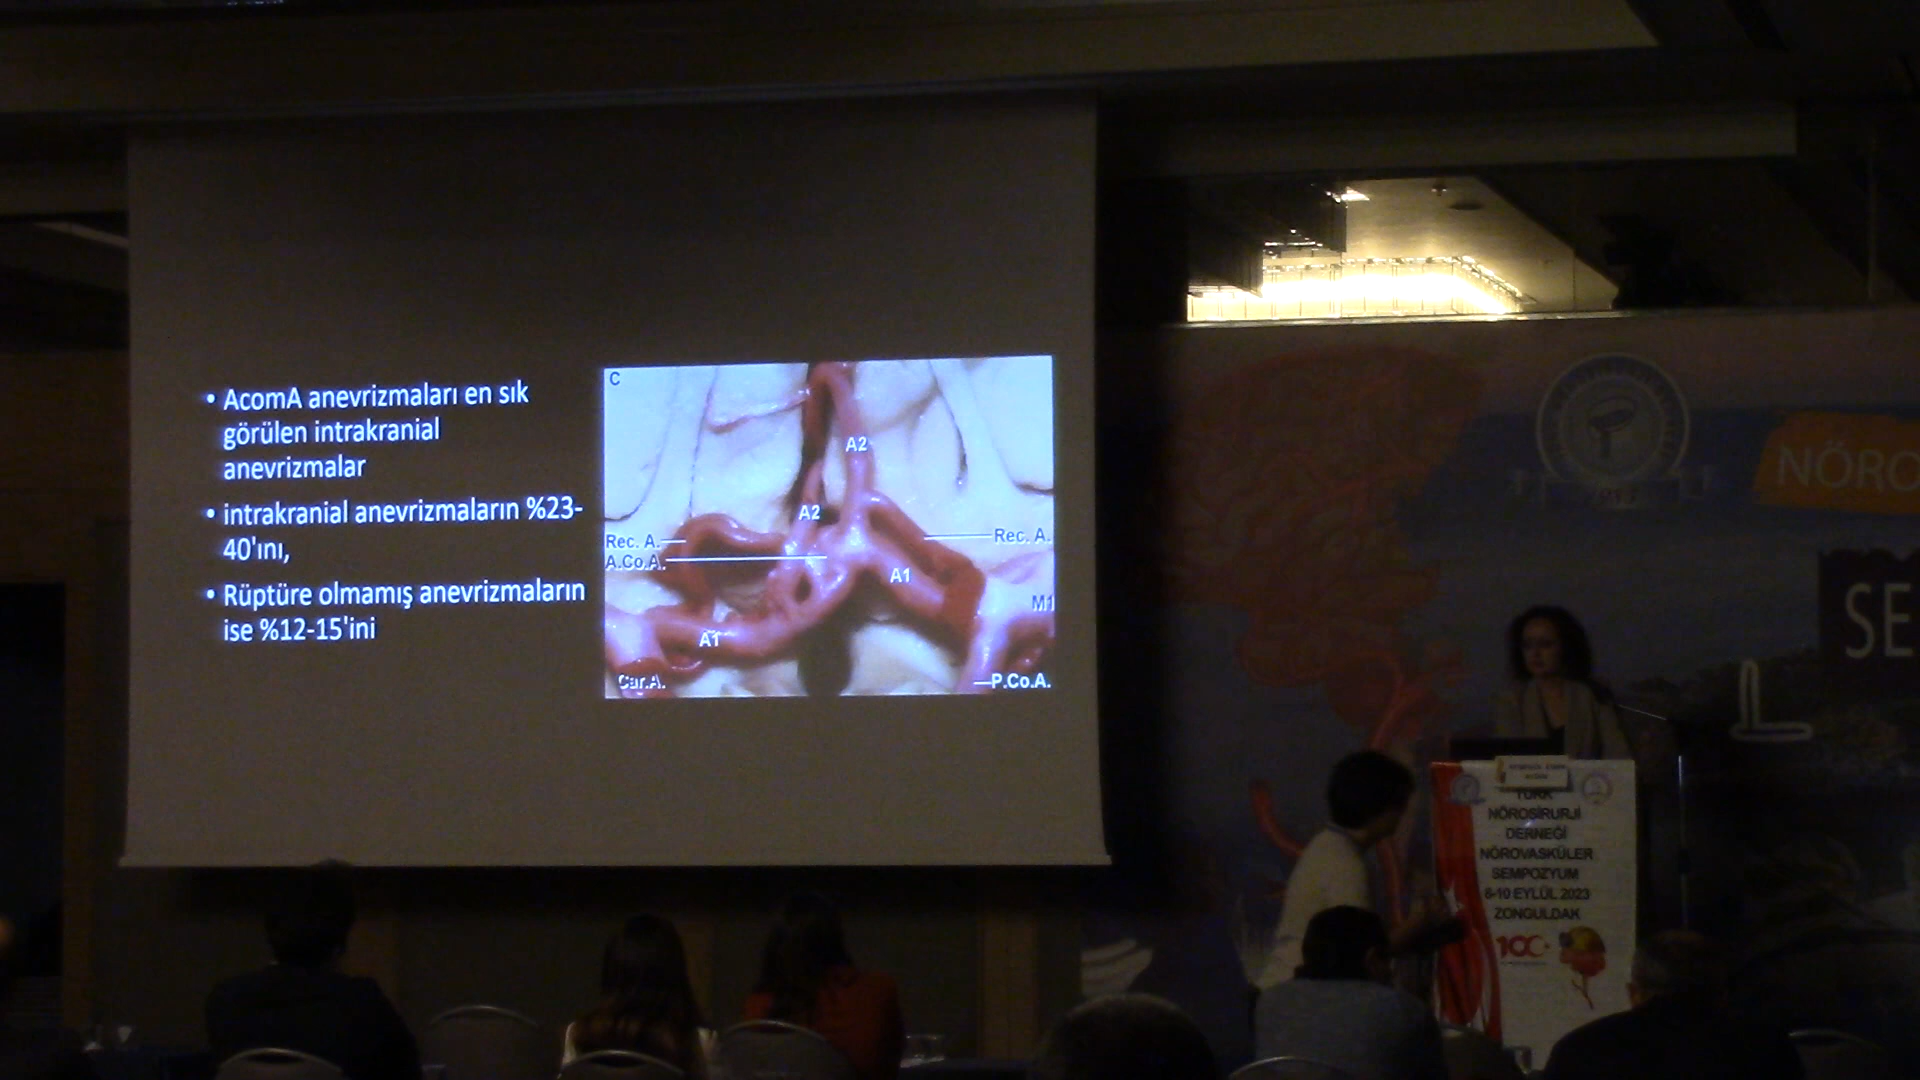 • AcomA anevrizmaları en sık
görülen intrakranial
anevrizmalar
• intrakranial anevrizmaların %23-
40'ını,
• Rüptüre olmamış anevrizmaların
ise %12-15'ini
C
A2
A2
Rec. A.
Rec. A.
A.Co.A.
A1
M1
A1
Car.A.
P.Co.A.
NÖRO
SE
L
TÜRK
NÖROŞİRURJİ
DERNEĞİ
NÖROVASKÜLER
SEMPOZYUM
6-10 EYLÜL 2023
ZONGULDAK
100